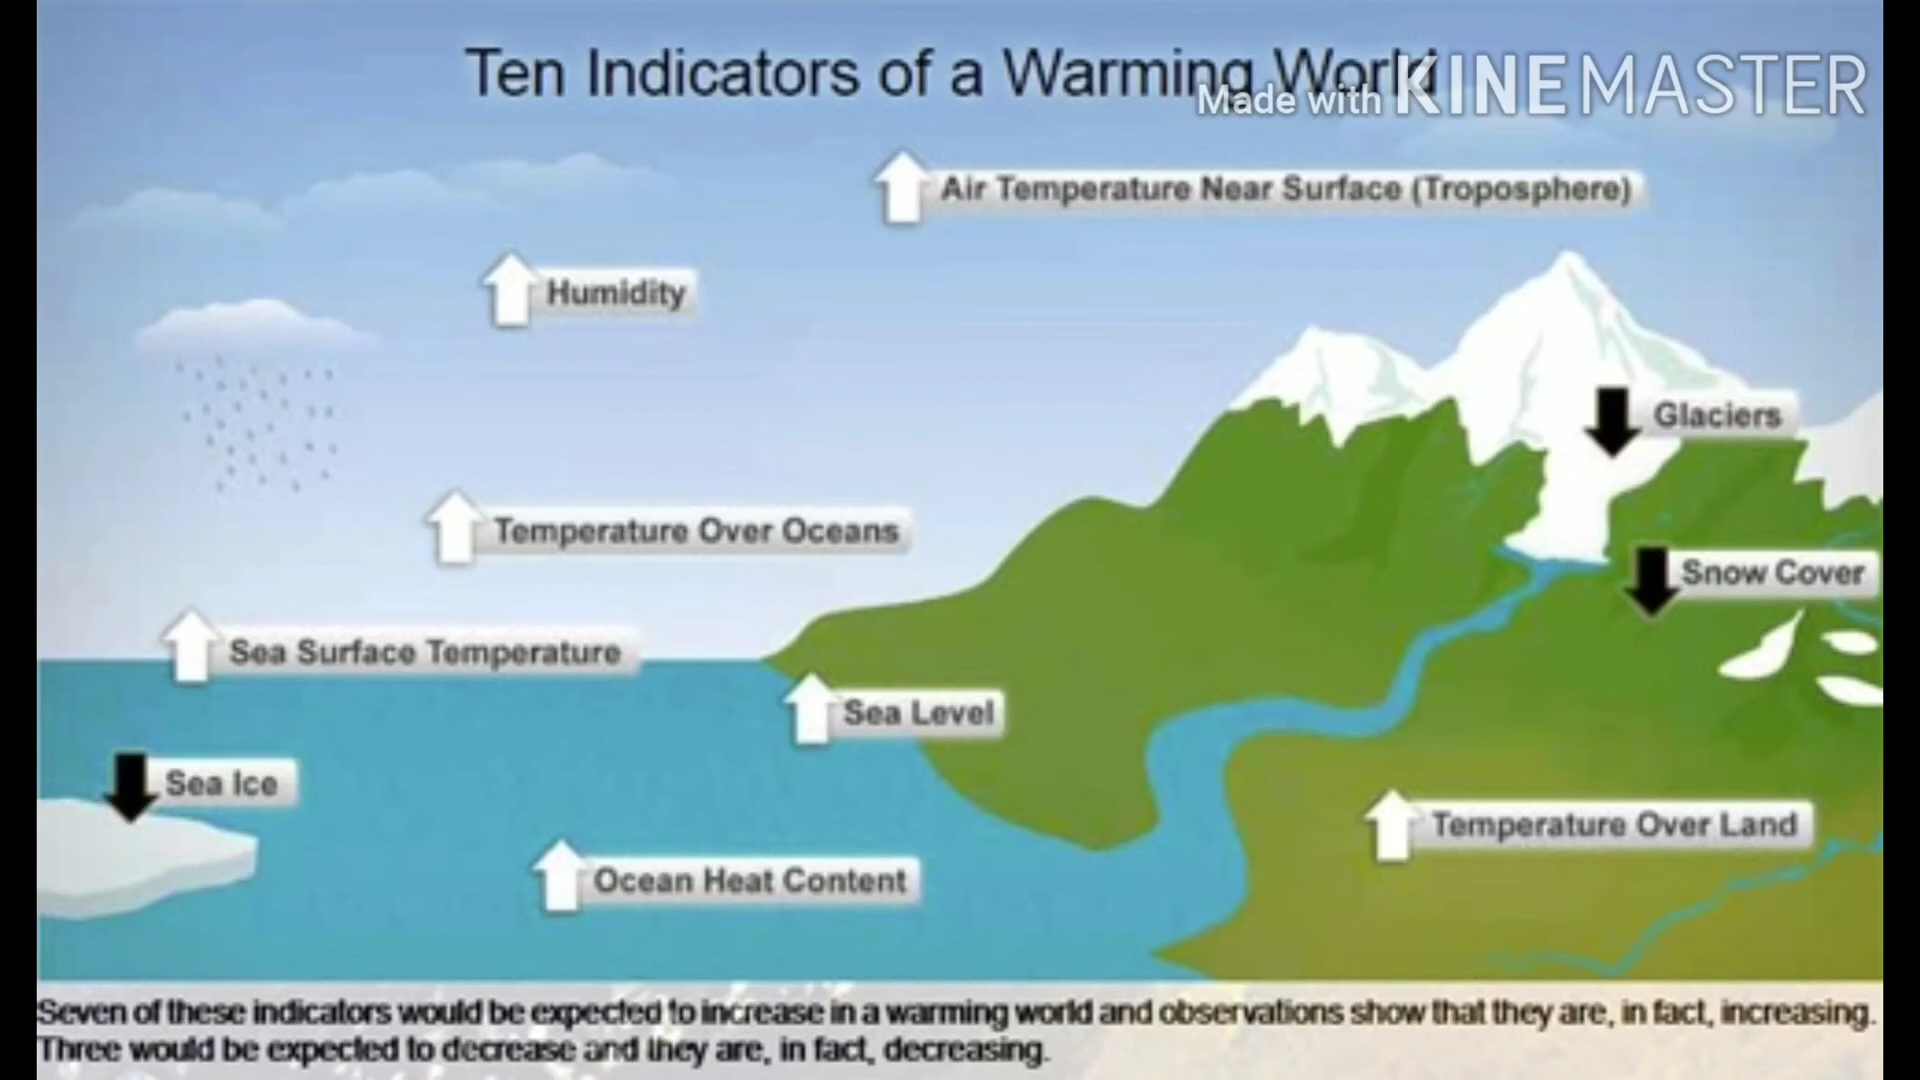 Ten Indicators of a Warming World
Made with KINEMASTER
Air Temperature Near Surface (Troposphere)
Humidity
Glaciers
Temperature Over Oceans
Snow Cover
Sea Surface Temperature
Sea Level
Sea Ice
Temperature Over Land
Ocean Heat Content
Seven of these indicators would be expected to increase in a warming world and observations show that they are, in fact, increasing.
Three would be expected to decrease and they are, in fact, decreasing.